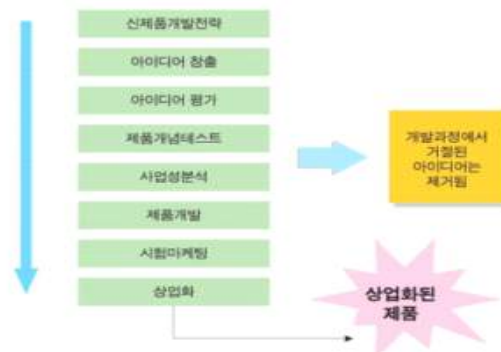 신제품개발전략
아이디어 창출
아이디어 평가
제품개념테스트
사업성분석
제품개발
시험마케팅
상업화
개발과정에서
거절된
아이디어는
제거됨
상업화된
제품